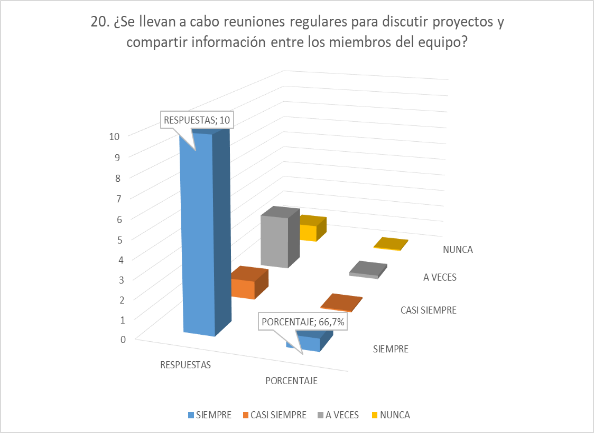 20. ¿Se llevan a cabo reuniones regulares para discutir proyectos y
compartir información entre los miembros del equipo?
RESPUESTAS; 10
10
9
8
7
6
5
4
3
2
1
0
NUNCA
A VECES
CASI SIEMPRE
SIEMPRE
PORCENTAJE; 66,7%
RESPUESTAS
PORCENTAJE
SIEMPRE CASI SIEMPRE A VECES NUNCA